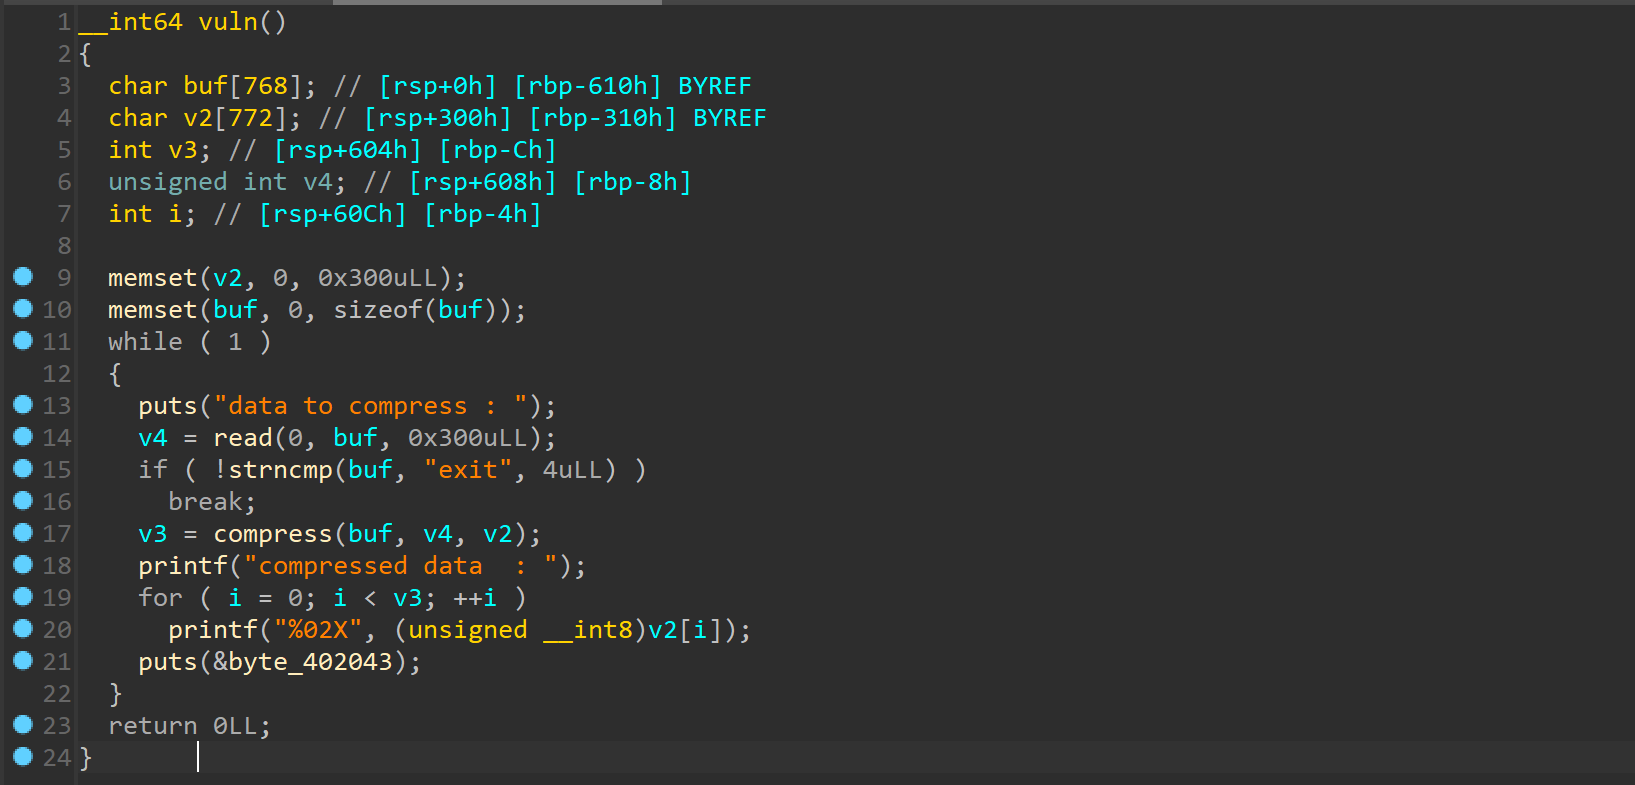 1 __int64 vuln()
2 {
3   char buf[768]; // [rsp+0h] [rbp-610h] BYREF
4   char v2[772]; // [rsp+300h] [rbp-310h] BYREF
5   int v3; // [rsp+604h] [rbp-Ch]
6   unsigned int v4; // [rsp+608h] [rbp-8h]
7   int i; // [rsp+60Ch] [rbp-4h]
8
9   memset(v2, 0, 0x300uLL);
10   memset(buf, 0, sizeof(buf));
11   while ( 1 )
12   {
13     puts("data to compress : ");
14     v4 = read(0, buf, 0x300uLL);
15     if ( !strncmp(buf, "exit", 4uLL) )
16       break;
17     v3 = compress(buf, v4, v2);
18     printf("compressed data  : ");
19     for ( i = 0; i < v3; ++i )
20       printf("%02X", (unsigned __int8)v2[i]);
21     puts(&byte_402043);
22   }
23   return 0LL;
24 }